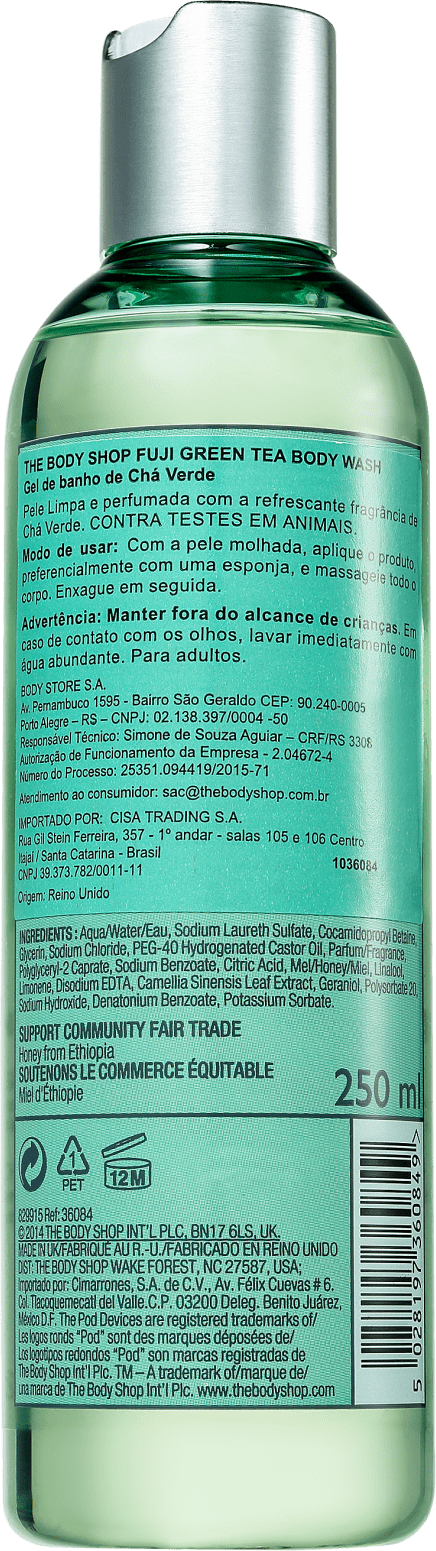 THE BODY SHOP FUJI GREEN TEA BODY WASH
Gel de banho de Chá Verde
Pele Limpa e perfumada com a refrescante fragrância de
Chá Verde. CONTRA TESTES EM ANIMAIS.
Modo de usar: Com a pele molhada, aplique o produto,
preferencialmente com uma esponja, e massageie todo o
corpo. Enxague em seguida.
Advertência: Manter fora do alcance de crianças. Em
caso de contato com os olhos, lavar imediatamente com
água abundante. Para adultos.
BODY STORE S.A.
Av. Pernambuco 1595 - Bairro São Geraldo CEP: 90.240-0005
Porto Alegre – RS – CNPJ: 02.138.397/0004 -50
Responsável Técnico: Simone de Souza Aguiar – CRF/RS 3308
Autorização de Funcionamento da Empresa - 2.04672-4
Número do Processo: 25351.094419/2015-71
Atendimento ao consumidor: sac@thebodyshop.com.br
IMPORTADO POR: CISA TRADING S.A.
Rua Gil Stein Ferreira, 357 - 1º andar - salas 105 e 106 Centro
Itajaí / Santa Catarina - Brasil
1036084
CNPJ 39.373.782/0011-11
Origem: Reino Unido
INGREDIENTS: Aqua/Water/Eau, Sodium Laureth Sulfate, Cocamidopropyl Betaine,
Glycerin, Sodium Chloride, PEG-40 Hydrogenated Castor Oil, Parfum/Fragrance,
Polyglyceryl-2 Caprate, Sodium Benzoate, Citric Acid, Mel/Honey/Miel, Linalool,
Limonene, Disodium EDTA, Camellia Sinensis Leaf Extract, Geraniol, Polysorbate 20,
Sodium Hydroxide, Denatonium Benzoate, Potassium Sorbate.
SUPPORT COMMUNITY FAIR TRADE
Honey from Ethiopia
SOUTENONS LE COMMERCE ÉQUITABLE
Miel d'Éthiopie
250 ml
1
PET
12M
828915 Ref:36084
© 2014 THE BODY SHOP INT'L PLC, BN17 6LS, UK.
MADE IN UK/FABRIQUÉ AU R.-U./FABRICADO EN REINO UNIDO
DIST: THE BODY SHOP WAKE FOREST, NC 27587, USA;
Importado por: Cimarrones, S.A. de C.V., Av. Félix Cuevas # 6.
Col. Tlacoquemecatl del Valle.C.P. 03200 Deleg. Benito Juárez,
México D.F. The Pod Devices are registered trademarks of/
Les logos ronds "Pod" sont des marques déposées de/
Los logotipos redondos "Pod" son marcas registradas de
The Body Shop Int'l Plc. TM – A trademark of/marque de/
una marca de The Body Shop Int'l Plc. www.thebodyshop.com
5 028197 360849 >